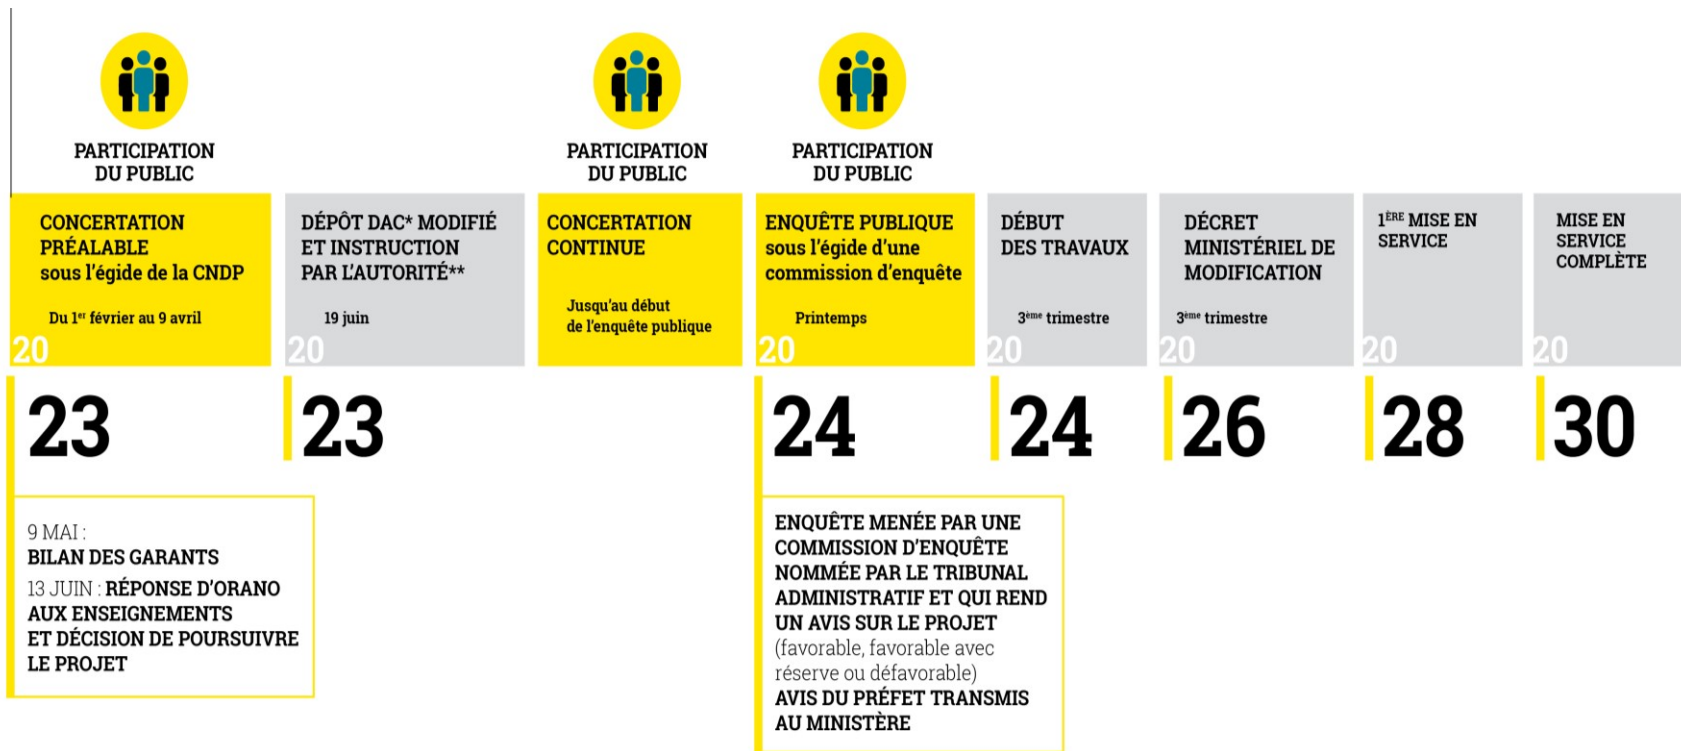 PARTICIPATION
DU PUBLIC
CONCERTATION
PRÉALABLE
sous l'égide de la CNDP
Du 1er février au 9 avril
20
23
9 MAI :
BILAN DES GARANTS
13 JUIN : RÉPONSE D'ORANO
AUX ENSEIGNEMENTS
ET DÉCISION DE POURSUIVRE
LE PROJET
DÉPÔT DAC* MODIFIÉ
ET INSTRUCTION
PAR L'AUTORITÉ**
19 juin
20
23
PARTICIPATION
DU PUBLIC
CONCERTATION
CONTINUE
Jusqu'au début
de l'enquête publique
PARTICIPATION
DU PUBLIC
ENQUÊTE PUBLIQUE
sous l'égide d'une
commission d'enquête
Printemps
20
24
ENQUÊTE MENÉE PAR UNE
COMMISSION D'ENQUÊTE
NOMMÉE PAR LE TRIBUNAL
ADMINISTRATIF ET QUI REND
UN AVIS SUR LE PROJET
(favorable, favorable avec
réserve ou défavorable)
AVIS DU PRÉFET TRANSMIS
AU MINISTÈRE
DÉBUT
DES TRAVAUX
3ème trimestre
20
24
DÉCRET
MINISTÉRIEL DE
MODIFICATION
3ème trimestre
20
26
1ÈRE MISE EN
SERVICE
20
28
MISE EN
SERVICE
COMPLÈTE
20
30